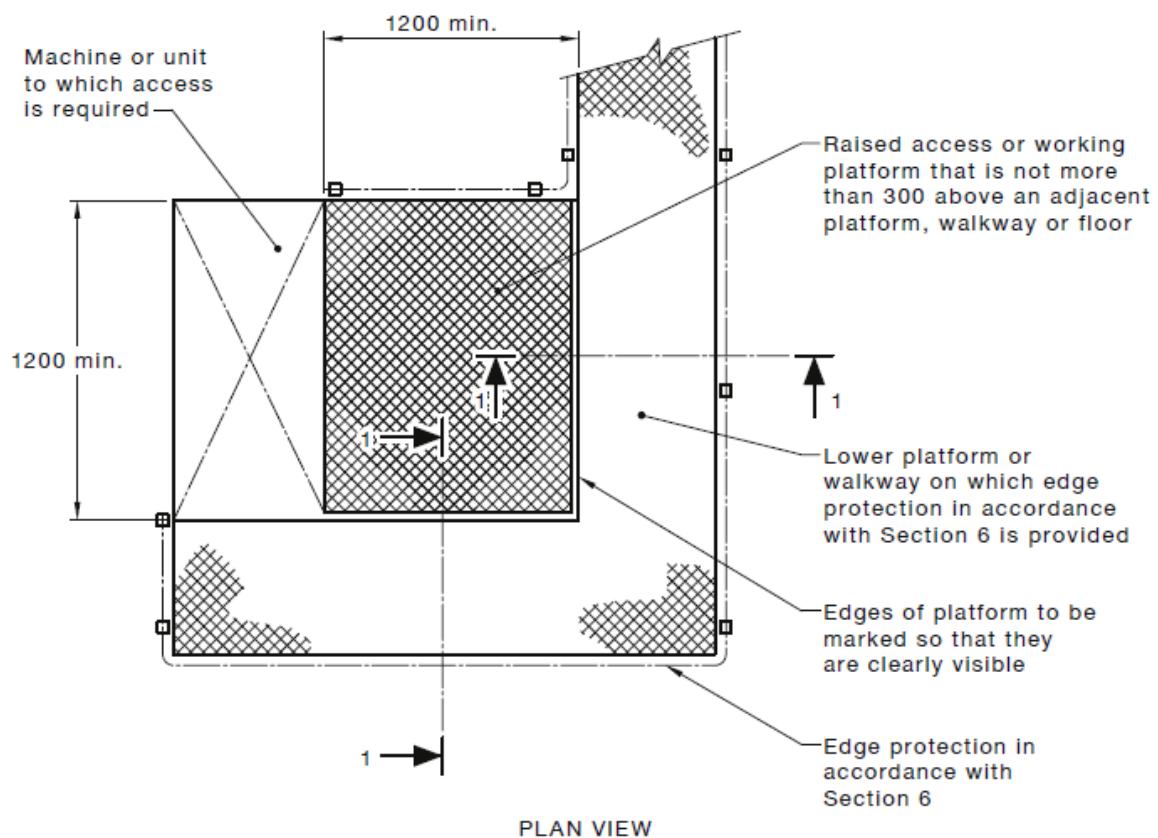 1200 min.
Machine or unit
to which access
is required
Raised access or working
platform that is not more
than 300 above an adjacent
platform, walkway or floor
1200 min.
1
1
1
Lower platform or
walkway on which edge
protection in accordance
with Section 6 is provided
Edges of platform to be
marked so that they
are clearly visible
1
Edge protection in
accordance with
Section 6
PLAN VIEW